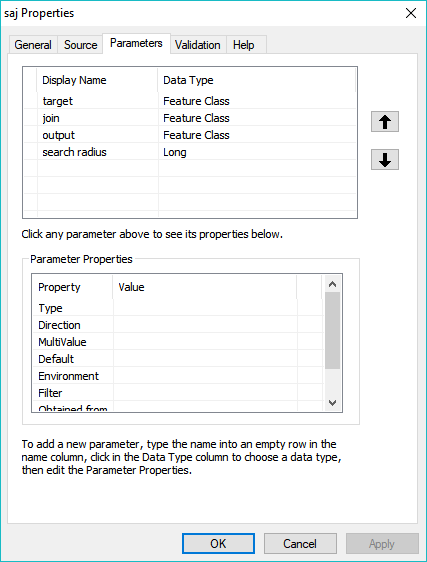 saj Properties
General Source Parameters Validation Help
Display Name Data Type
target Feature Class
join Feature Class
output Feature Class
search radius Long
Click any parameter above to see its properties below.
Parameter Properties
Property Value
Type
Direction
MultiValue
Default
Environment
Filter
Obtained from
To add a new parameter, type the name into an empty row in the
name column, click in the Data Type column to choose a data type,
then edit the Parameter Properties.
OK Cancel Apply